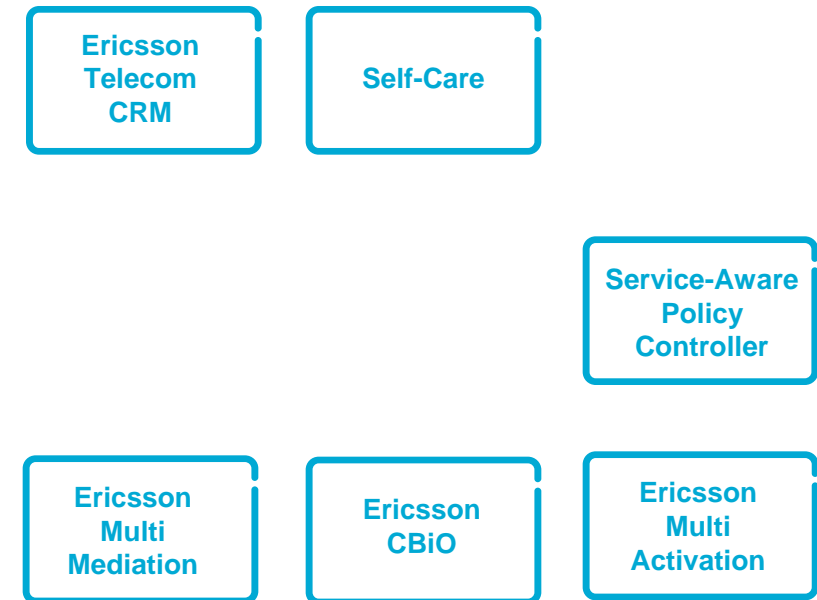 Ericsson
Telecom
CRM
Self-Care
Service-Aware
Policy
Controller
Ericsson
Multi
Mediation
Ericsson
CBiO
Ericsson
Multi
Activation